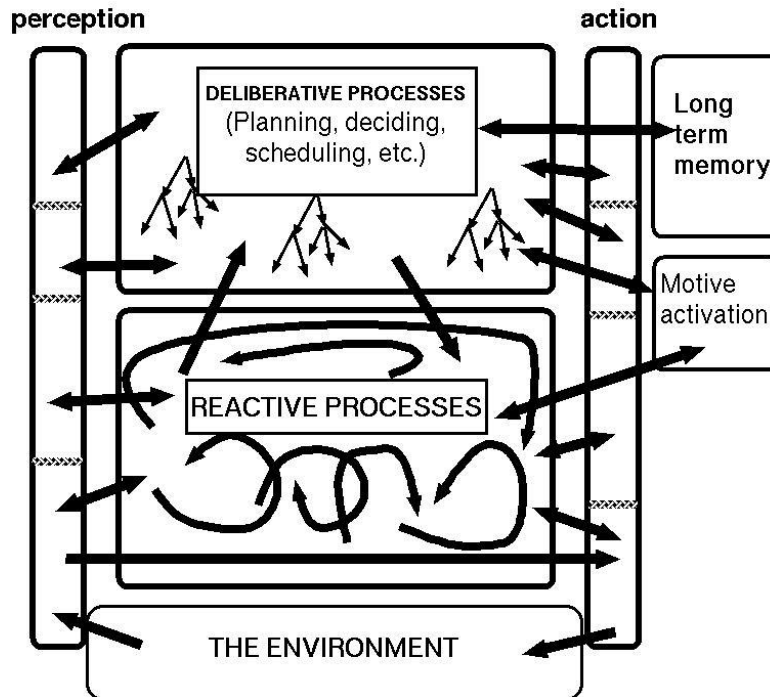 perception
action
DELIBERATIVE PROCESSES
(Planning, deciding,
scheduling, etc.)
Long
term
memory
Motive
activation
REACTIVE PROCESSES
THE ENVIRONMENT